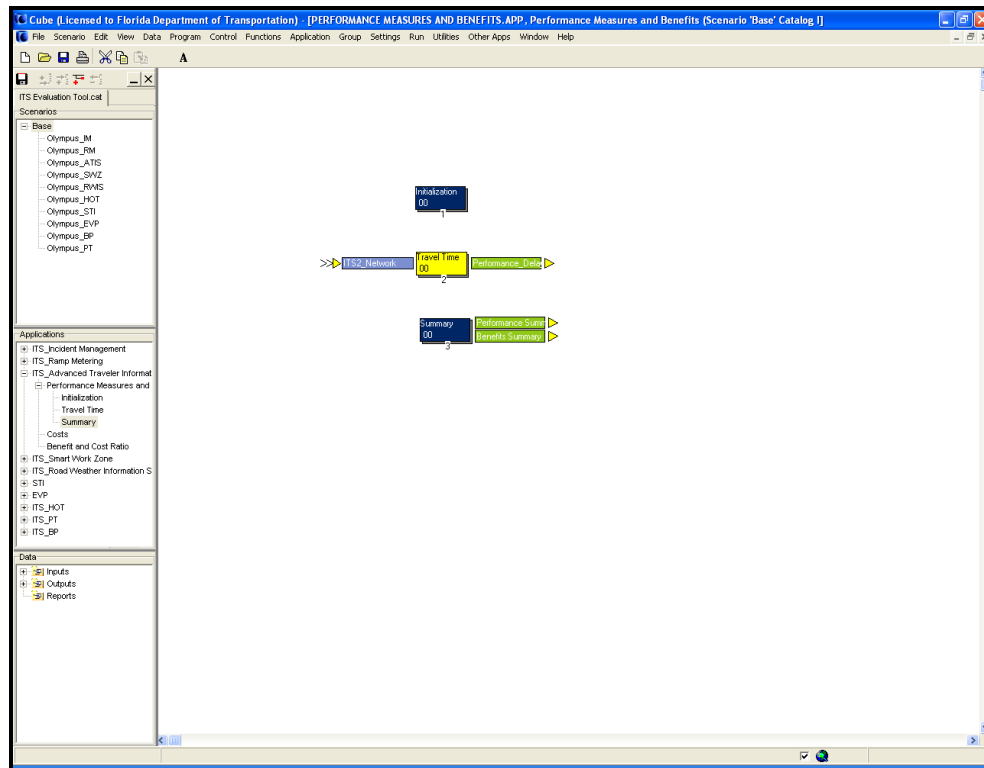 Cube (Licensed to Florida Department of Transportation) - [PERFORMANCE MEASURES AND BENEFITS.APP, Performance Measures and Benefits (Scenario 'Base' Catalog I]
File Scenario Edit View Data Program Control Functions Application Group Settings Run Utilities Other Apps Window Help
A
ITS Evaluation Tool.cat
Scenarios
Base
Olympus_IM
Olympus_RM
Olympus_ATIS
Olympus_SWZ
Olympus_RWIS
Olympus_HOT
Olympus_STI
Olympus_EVP
Olympus_BP
Olympus_PT
Applications
ITS_Incident Management
ITS_Ramp Metering
ITS_Advanced Traveler Informat
Performance Measures and
Initialization
Travel Time
Summary
Costs
Benefit and Cost Ratio
ITS_Smart Work Zone
ITS_Road Weather Information S
STI
EVP
ITS_HOT
ITS_PT
ITS_BP
Data
Inputs
Outputs
Reports
Initialization
00
1
ITS2_Network
Travel Time
00
2
Performance_Dela
Summary
00
3
Performance Summ
Benefits Summary